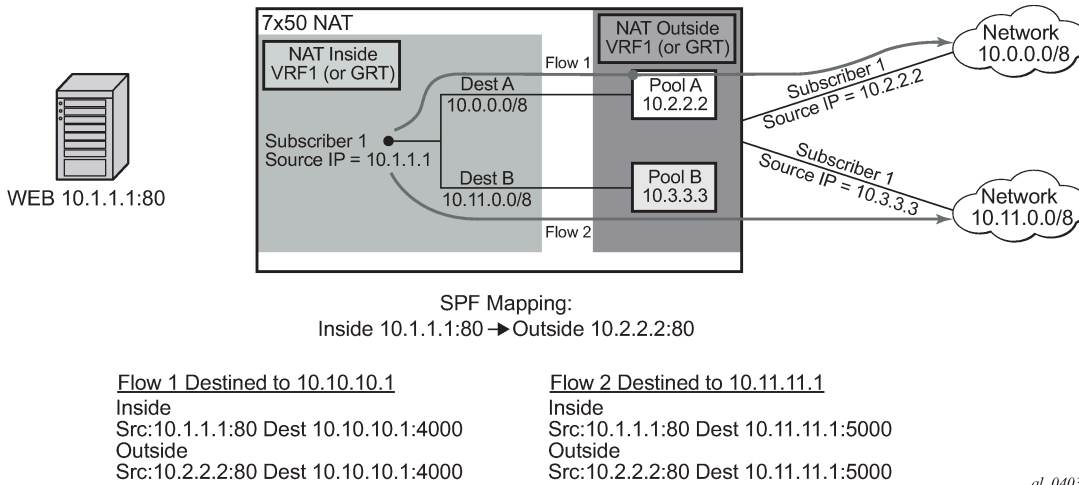 7x50 NAT
NAT Inside
VRF1 (or GRT)
NAT Outside
VRF1 (or GRT)
Flow 1
Dest A
10.0.0.0/8
Pool A
10.2.2.2
Subscriber 1
Source IP = 10.2.2.2
Network
10.0.0.0/8
Subscriber 1
Source IP = 10.1.1.1
WEB 10.1.1.1:80
Dest B
10.11.0.0/8
Pool B
10.3.3.3
Flow 2
Subscriber 1
Source IP = 10.3.3.3
Network
10.11.0.0/8
SPF Mapping:
Inside 10.1.1.1:80 → Outside 10.2.2.2:80
Flow 1 Destined to 10.10.10.1
Inside
Src:10.1.1.1:80 Dest 10.10.10.1:4000
Outside
Src:10.2.2.2:80 Dest 10.10.10.1:4000
Flow 2 Destined to 10.11.11.1
Inside
Src:10.1.1.1:80 Dest 10.11.11.1:5000
Outside
Src:10.2.2.2:80 Dest 10.11.11.1:5000